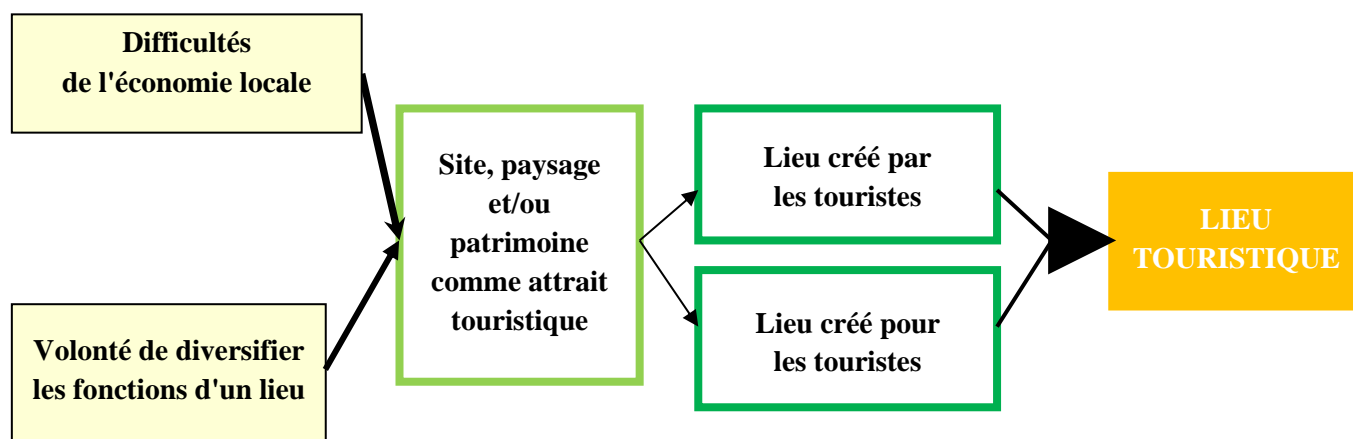 Difficultés
de l'économie locale
Volonté de diversifier
les fonctions d'un lieu
Site, paysage
et/ou
patrimoine
comme attrait
touristique
Lieu créé par
les touristes
Lieu créé pour
les touristes
LIEU
TOURISTIQUE